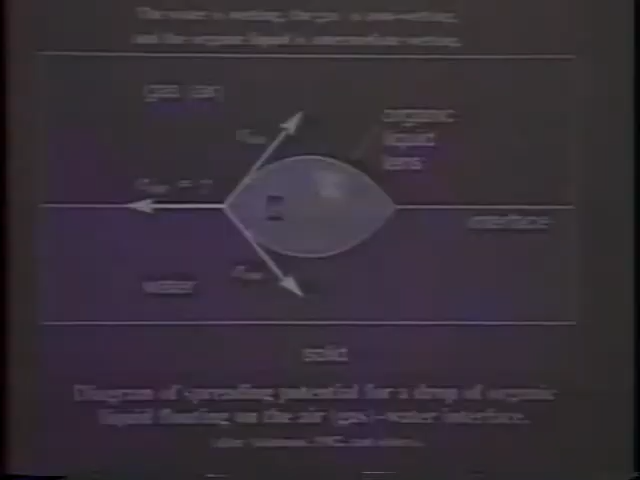 The water is wetting, the gas is non-wetting,
and the organic liquid is intermediate wetting.
gas (air)
organic
liquid
lens
interface
water
solid
Diagram of spreading potential for a drop of organic
liquid floating on the air (gas)–water interface.